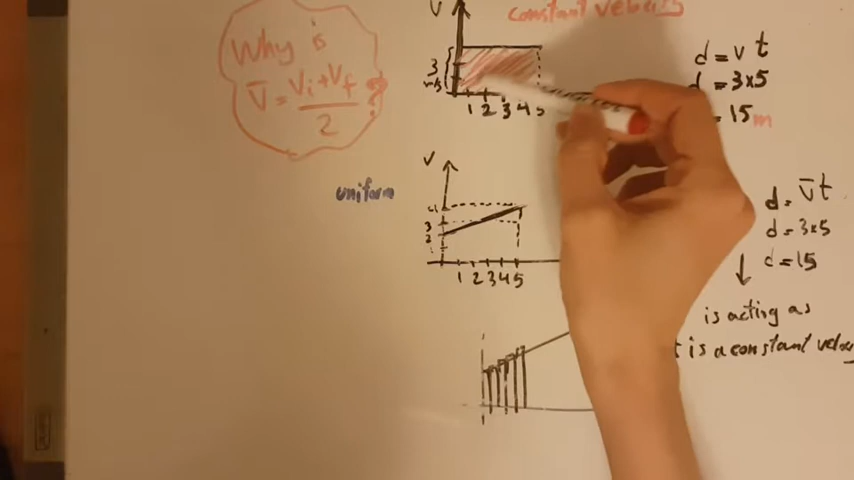 Why is
V̄ = Vi + Vf
2
?
constant velocity
V
3
m/s
1 2 3 4 5
d = v t
d = 3x5
= 15 m
uniform
V
4
3
2
1
1 2 3 4 5
d = v̄ t
d = 3x5
d = 15
↓
is acting as
is a constant